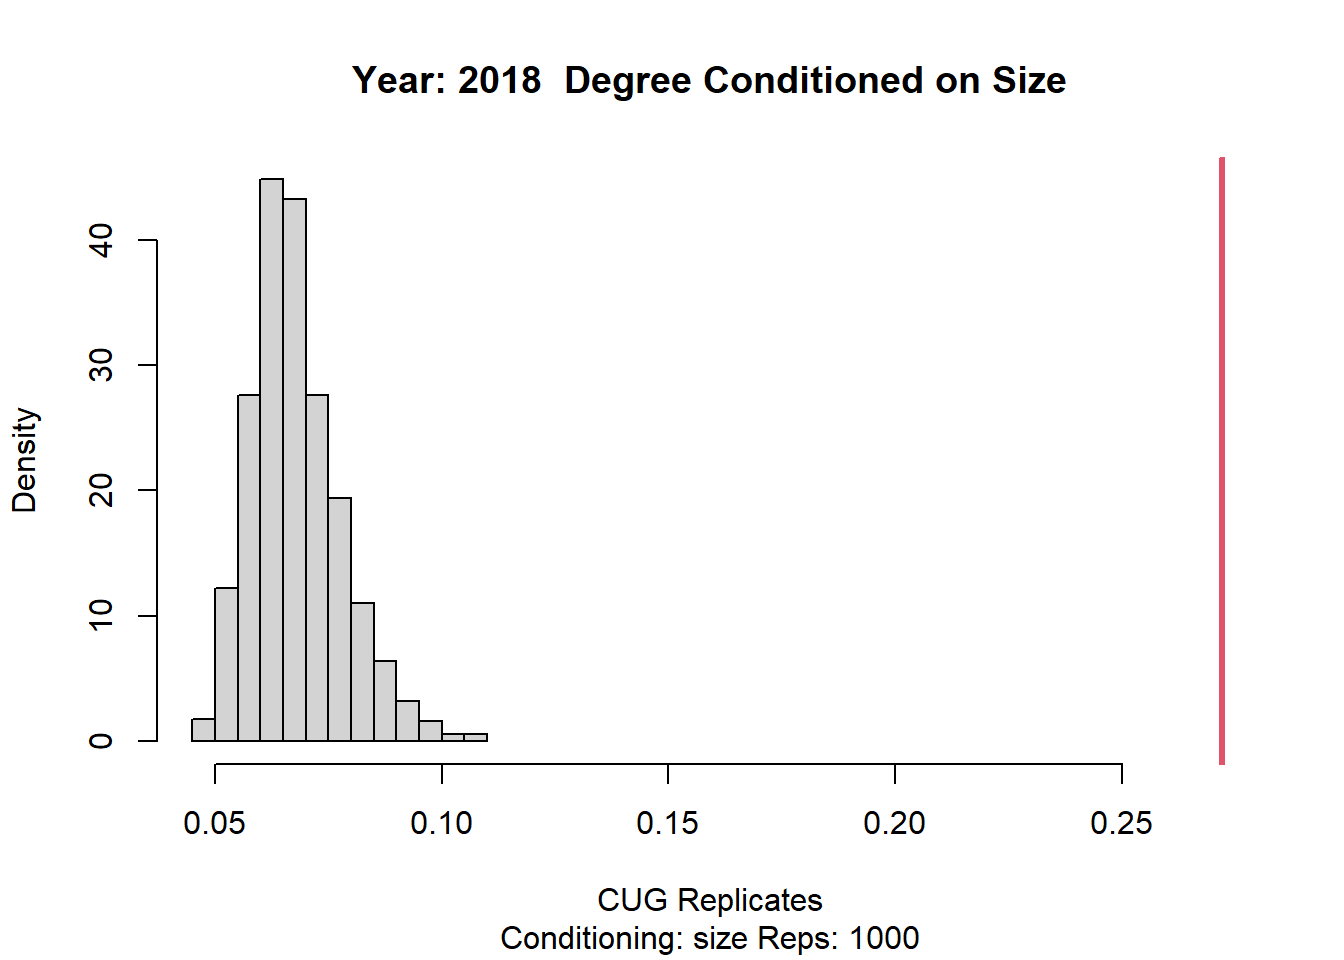 Year: 2018  Degree Conditioned on Size
Density
40
30
20
10
0
0.05 0.10 0.15 0.20 0.25
CUG Replicates
Conditioning: size Reps: 1000